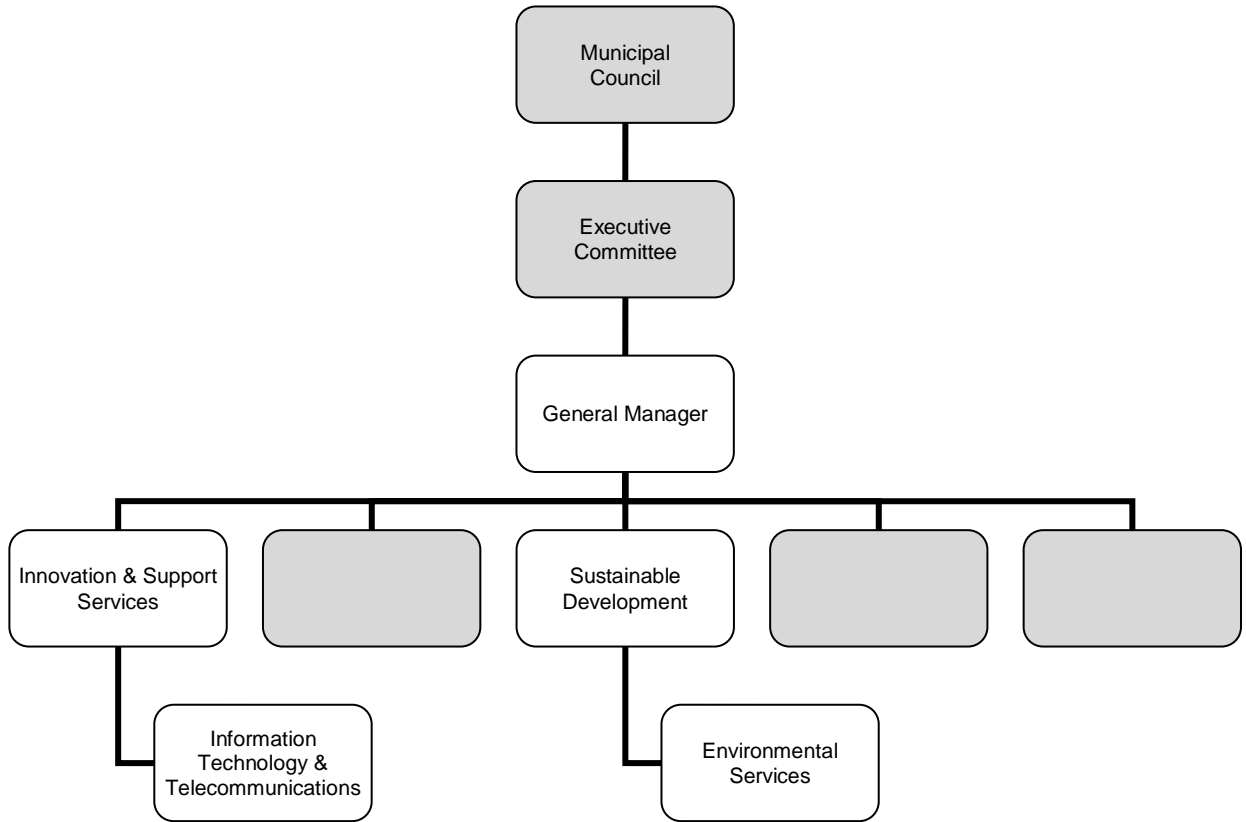 Municipal
Council
Executive
Committee
General Manager
Innovation & Support
Services
Sustainable
Development
Information
Technology &
Telecommunications
Environmental
Services